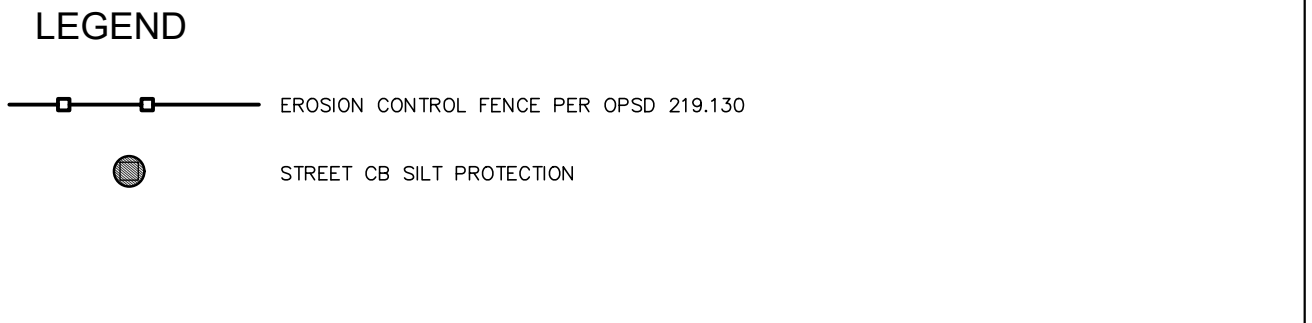 LEGEND
EROSION CONTROL FENCE PER OPSD 219.130
STREET CB SILT PROTECTION